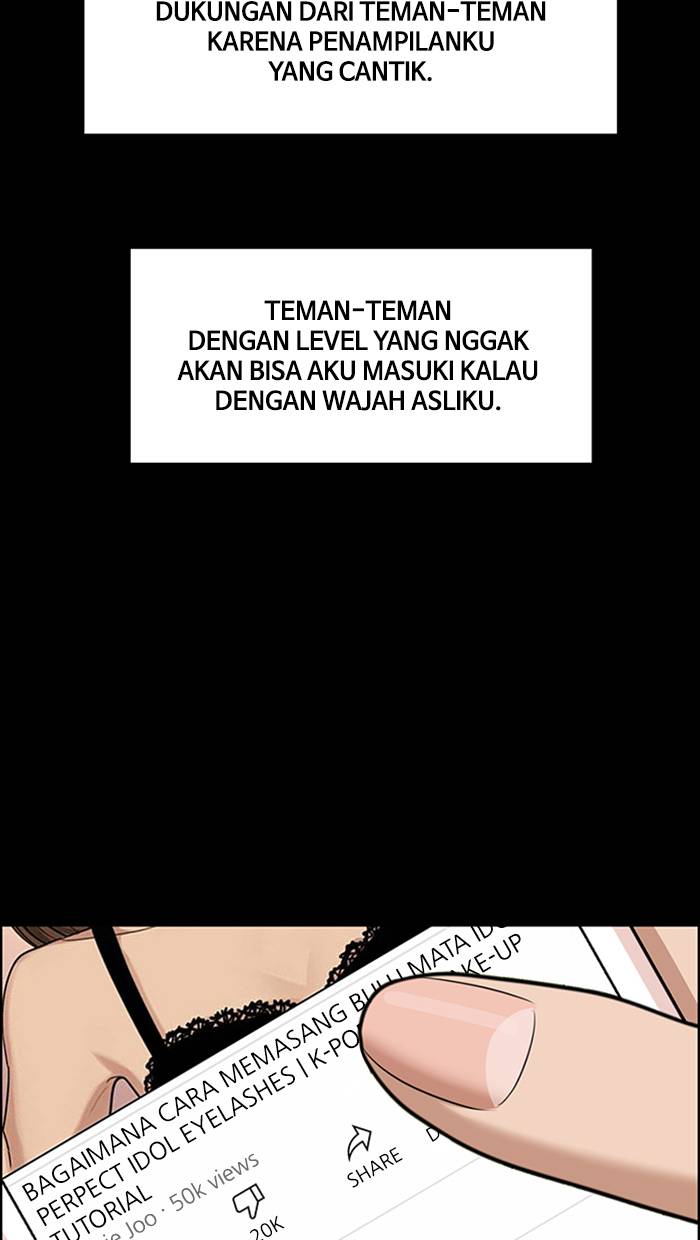 DUKUNGAN DARI TEMAN-TEMAN
KARENA PENAMPILANKU
YANG CANTIK.
TEMAN-TEMAN
DENGAN LEVEL YANG NGGAK
AKAN BISA AKU MASUKI KALAU
DENGAN WAJAH ASLIKU.
BAGAIMANA CARA MEMASANG BULU MATA
PERPECT IDOL EYELASHES | K-PO
TUTORIAL
Joo · 50k views
20K
SHARE